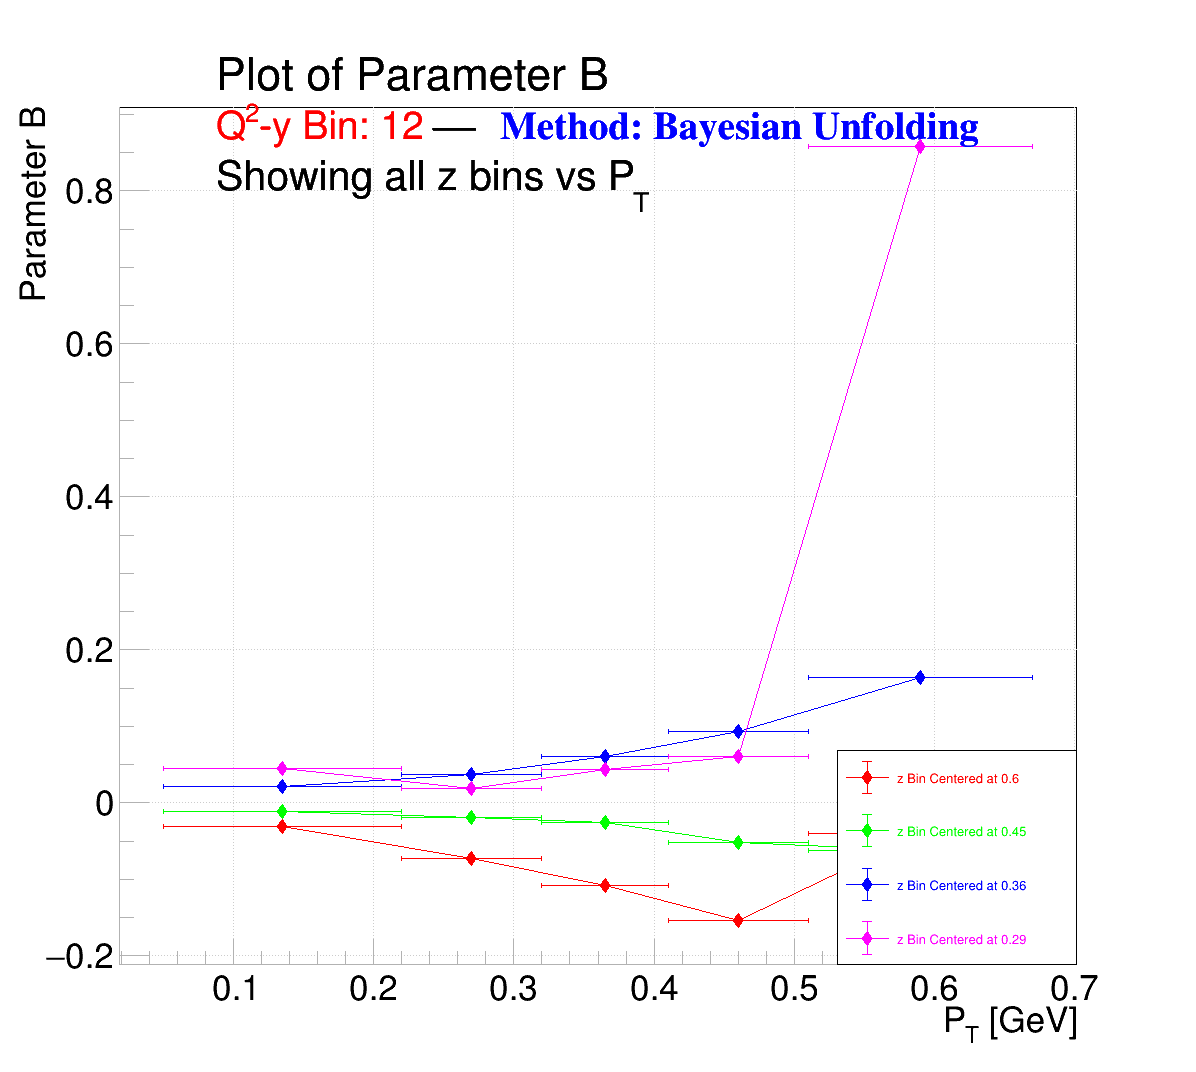 Plot of Parameter B
Q2-y Bin: 12 — Method: Bayesian Unfolding
Showing all z bins vs PT
Parameter B
0.8
0.6
0.4
0.2
0
−0.2
z Bin Centered at 0.6
z Bin Centered at 0.45
z Bin Centered at 0.36
z Bin Centered at 0.29
0.1 0.2 0.3 0.4 0.5 0.6 0.7
PT [GeV]